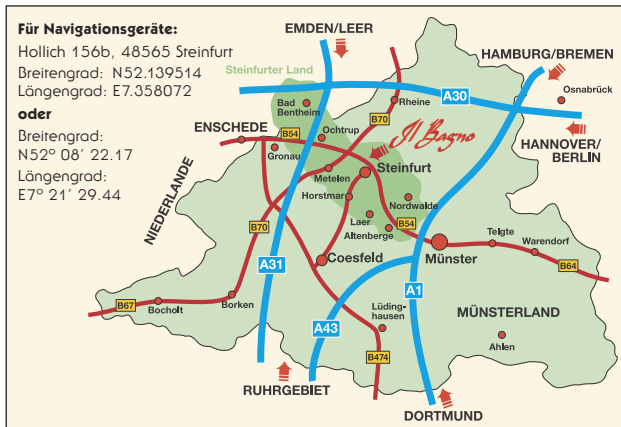 Für Navigationsgeräte:
Hollich 156b, 48565 Steinfurt
Breitengrad: N52.139514
Längengrad: E7.358072
oder
Breitengrad:
N52° 08´ 22.17
Längengrad:
E7° 21´ 29.44
EMDEN/LEER
HAMBURG/BREMEN
Steinfurter Land
Osnabrück
A30
Bad
Bentheim
Rheine
B70
ENSCHEDE
B54
Ochtrup
Il Bagno
HANNOVER/
BERLIN
Gronau
Metelen
Steinfurt
NIEDERLANDE
Horstmar
Nordwalde
Laer
Altenberge
B54
B70
Telgte
Warendorf
A31
Coesfeld
Münster
B64
B67
Bocholt
Borken
A1
A43
Lüding-
hausen
MÜNSTERLAND
Ahlen
B474
RUHRGEBIET
DORTMUND